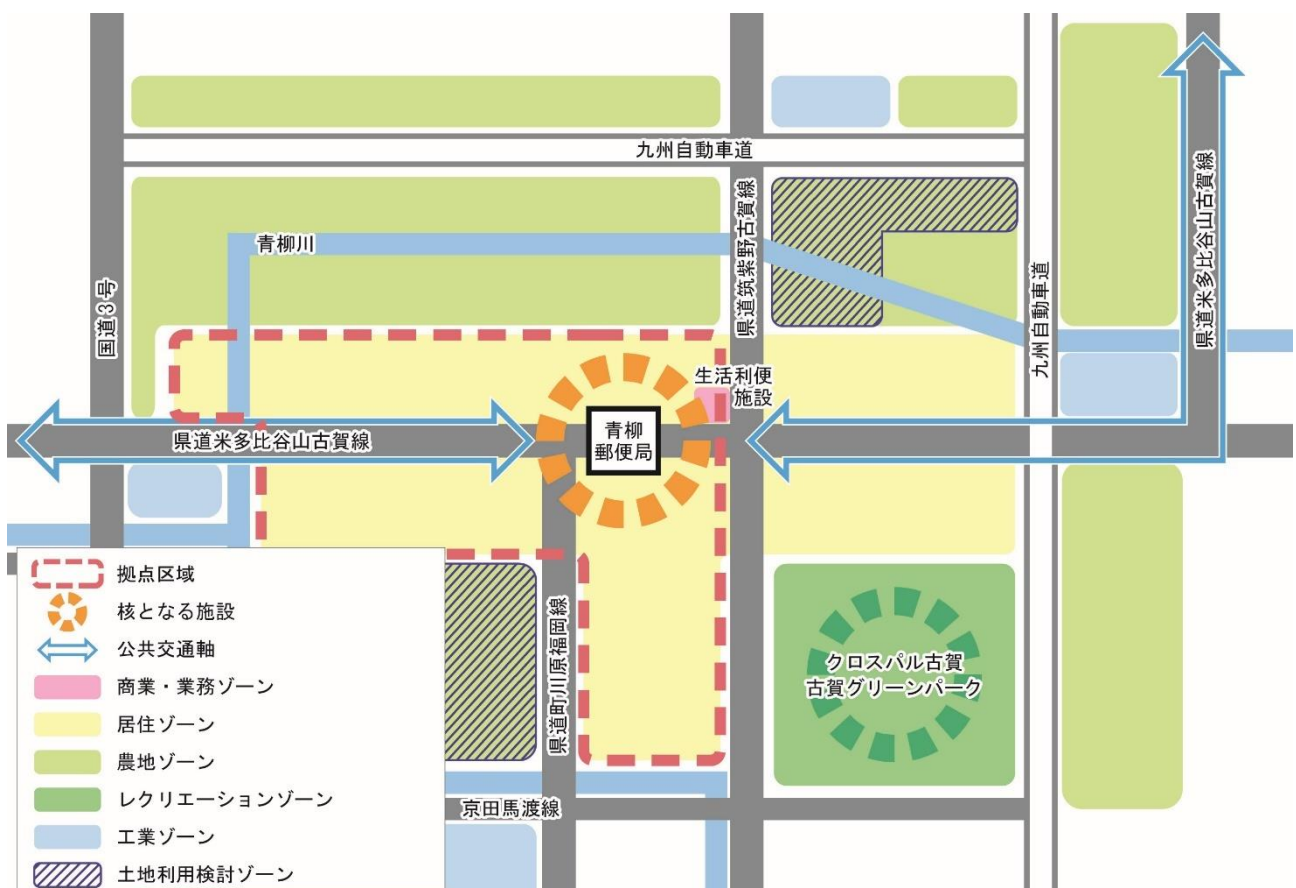 九州自動車道
県道米多比谷山古賀線
県道筑紫野古賀線
青柳川
国道3号
九州自動車道
生活利便
施設
青柳
郵便局
県道米多比谷山古賀線
拠点区域
核となる施設
公共交通軸
商業・業務ゾーン
居住ゾーン
農地ゾーン
レクリエーションゾーン
工業ゾーン
土地利用検討ゾーン
県道町川原福岡線
クロスパル古賀
古賀グリーンパーク
京田馬渡線